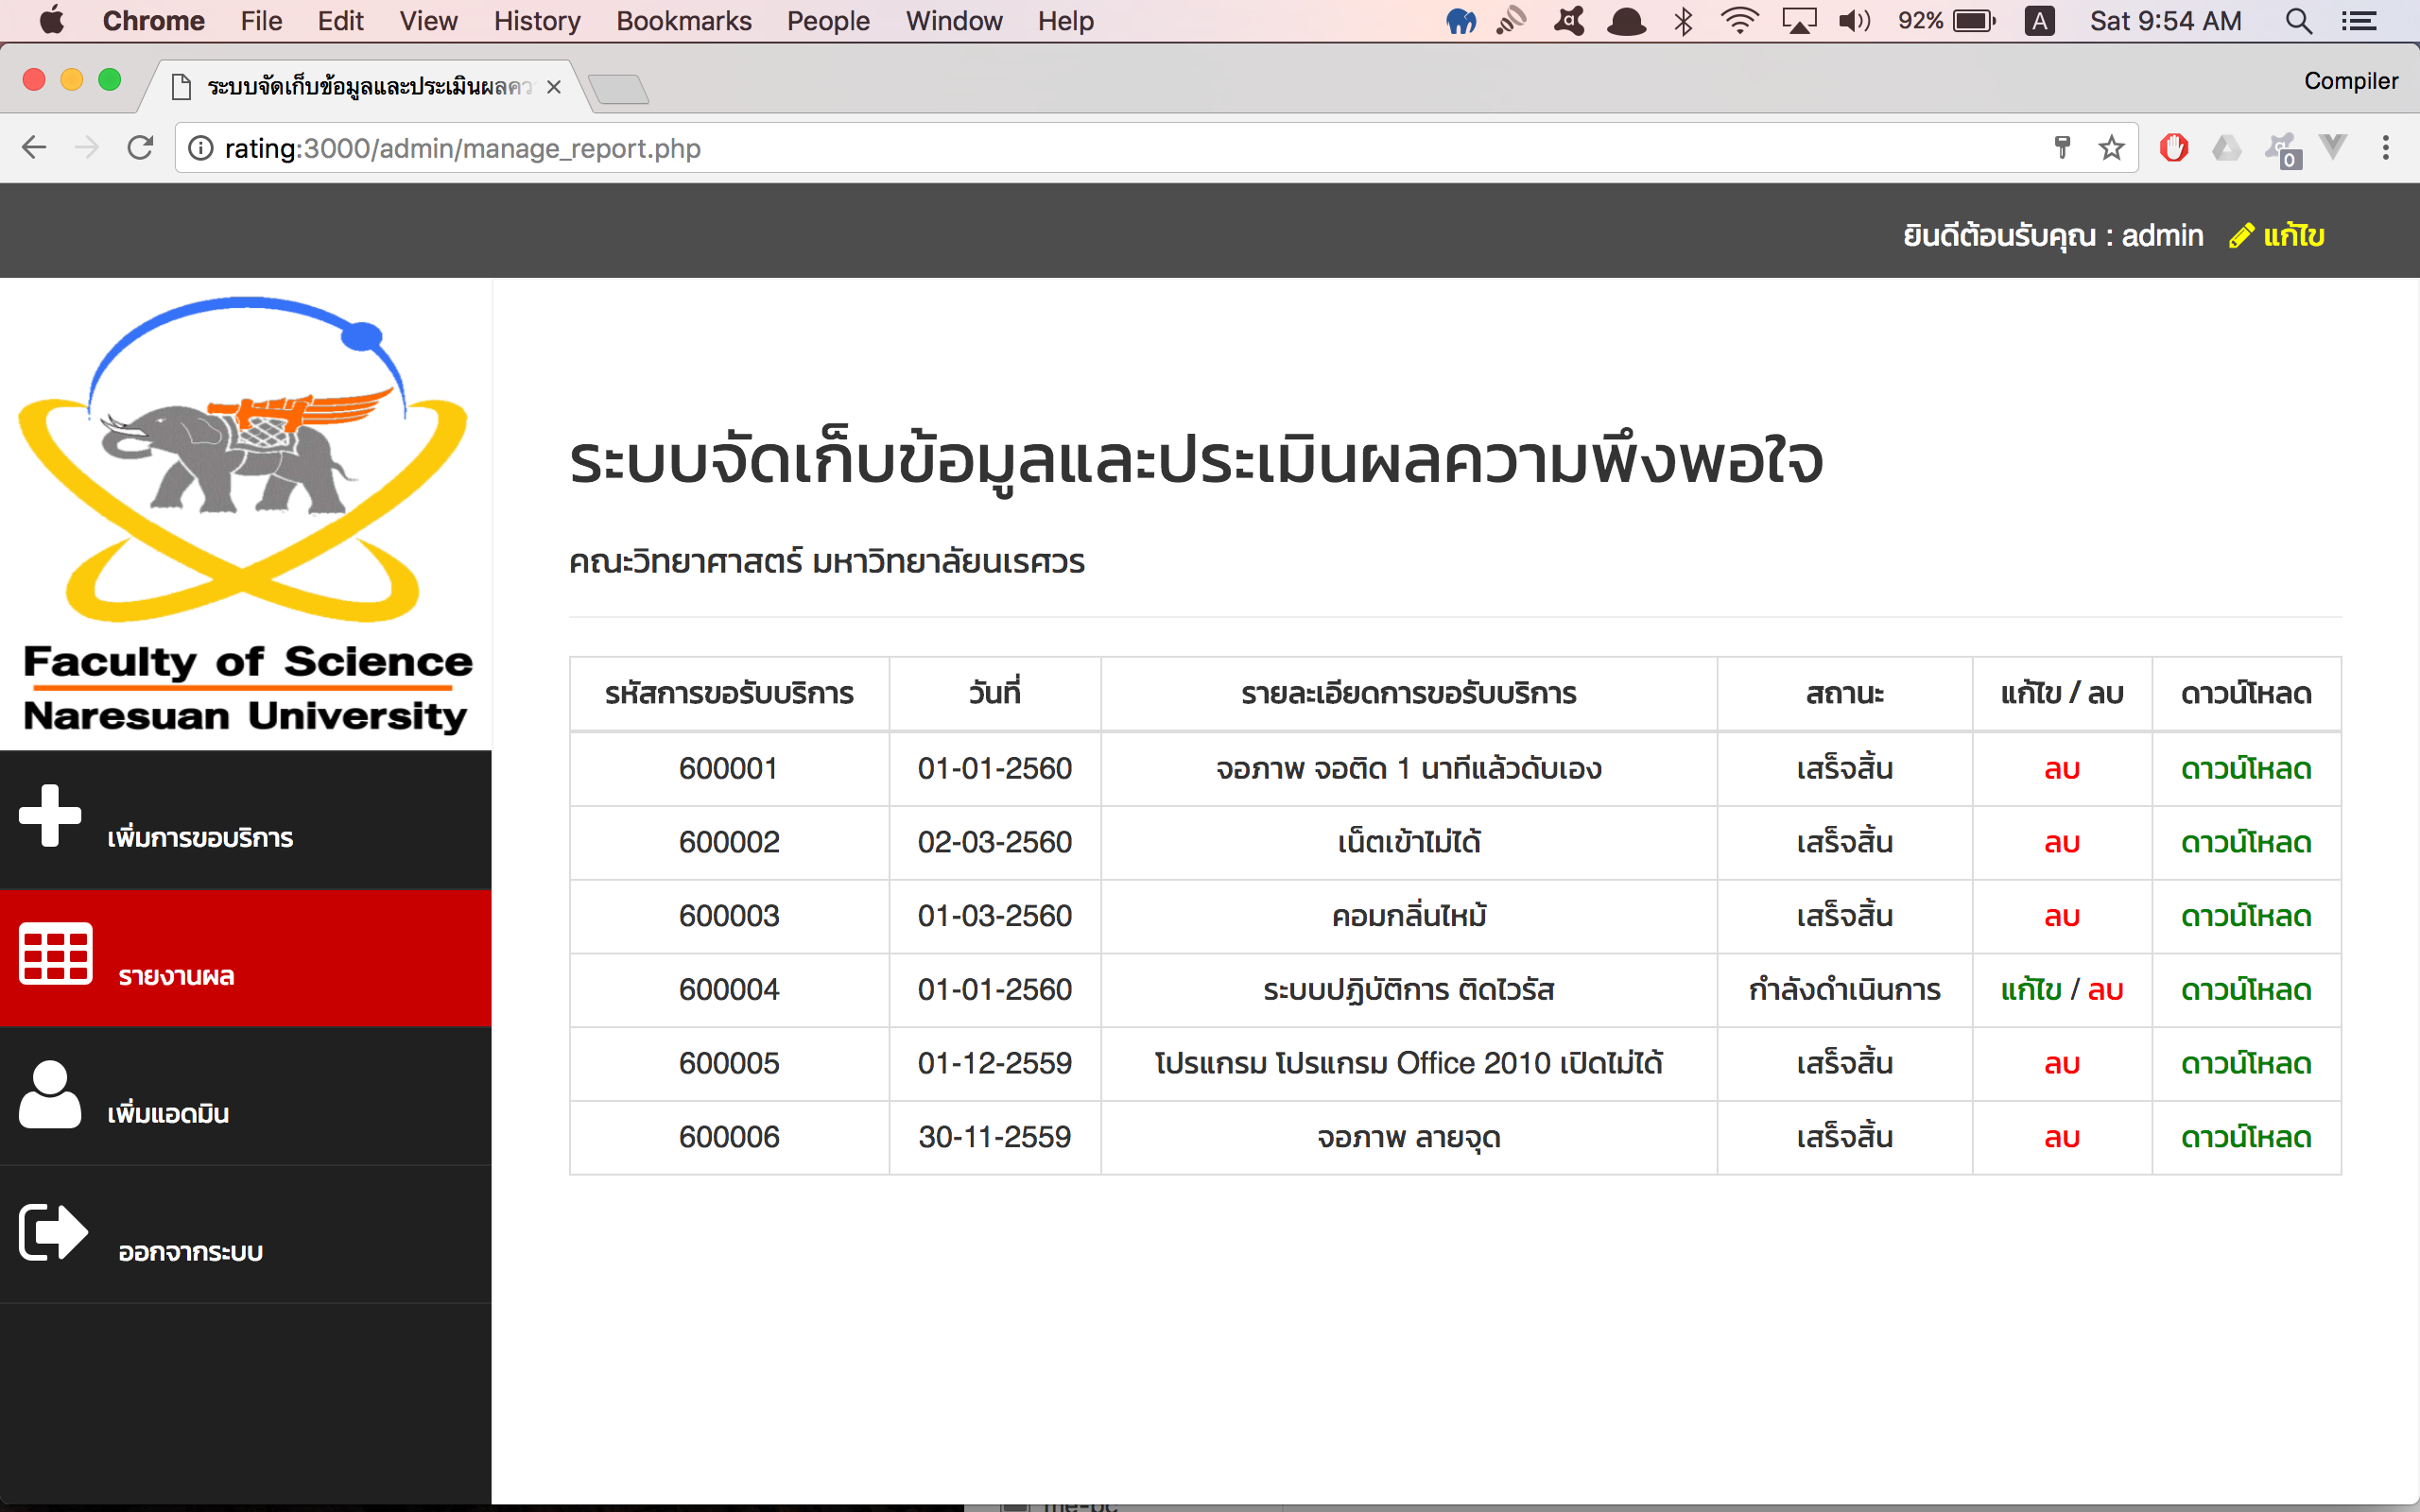 Chrome File Edit View History Bookmarks People Window Help 92% A Sat 9:54 AM
ระบบจัดเก็บข้อมูลและประเมินผลคว Compiler
rating:3000/admin/manage_report.php 0
ยินดีต้อนรับคุณ : admin แก้ไข
Faculty of Science
Naresuan University
เพิ่มการขอบริการ
รายงานผล
เพิ่มแอดมิน
ออกจากระบบ
ระบบจัดเก็บข้อมูลและประเมินผลความพึงพอใจ
คณะวิทยาศาสตร์ มหาวิทยาลัยนเรศวร
รหัสการขอรับบริการ วันที่ รายละเอียดการขอรับบริการ สถานะ แก้ไข / ลบ ดาวน์โหลด
600001 01-01-2560 จอภาพ จอติด 1 นาทีแล้วดับเอง เสร็จสิ้น ลบ ดาวน์โหลด
600002 02-03-2560 เน็ตเข้าไม่ได้ เสร็จสิ้น ลบ ดาวน์โหลด
600003 01-03-2560 คอมกลิ่นไหม้ เสร็จสิ้น ลบ ดาวน์โหลด
600004 01-01-2560 ระบบปฏิบัติการ ติดไวรัส กำลังดำเนินการ แก้ไข / ลบ ดาวน์โหลด
600005 01-12-2559 โปรแกรม โปรแกรม Office 2010 เปิดไม่ได้ เสร็จสิ้น ลบ ดาวน์โหลด
600006 30-11-2559 จอภาพ ลายจุด เสร็จสิ้น ลบ ดาวน์โหลด